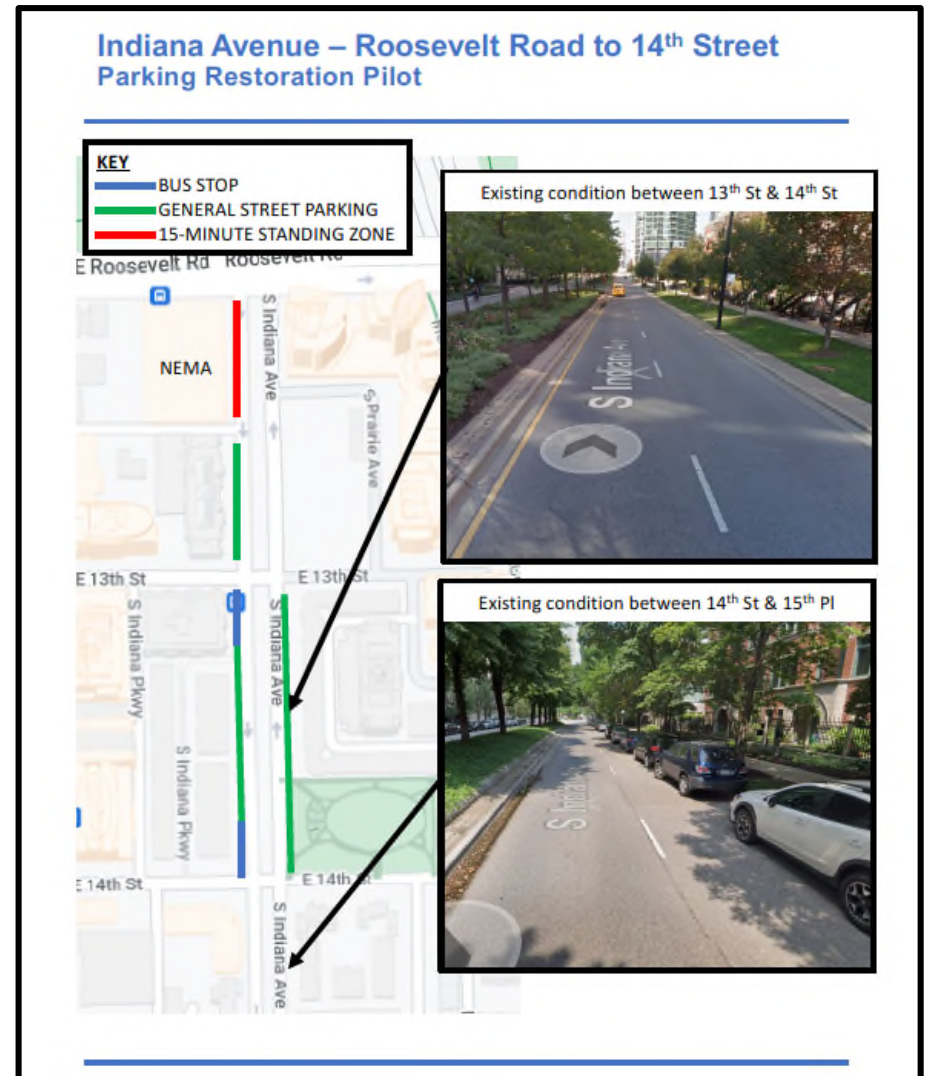 Indiana Avenue – Roosevelt Road to 14th Street
Parking Restoration Pilot
KEY
BUS STOP
GENERAL STREET PARKING
15-MINUTE STANDING ZONE
Existing condition between 13th St & 14th St
E Roosevelt Rd
NEMA
S Indiana Ave
S Prairie Ave
S Indiana Ave
E 13th St
E 13th St
Existing condition between 14th St & 15th Pl
S Indiana Pkwy
S Indiana Ave
S Indiana Pkwy
S Indiana
E 14th St
E 14th St
S Indiana Ave